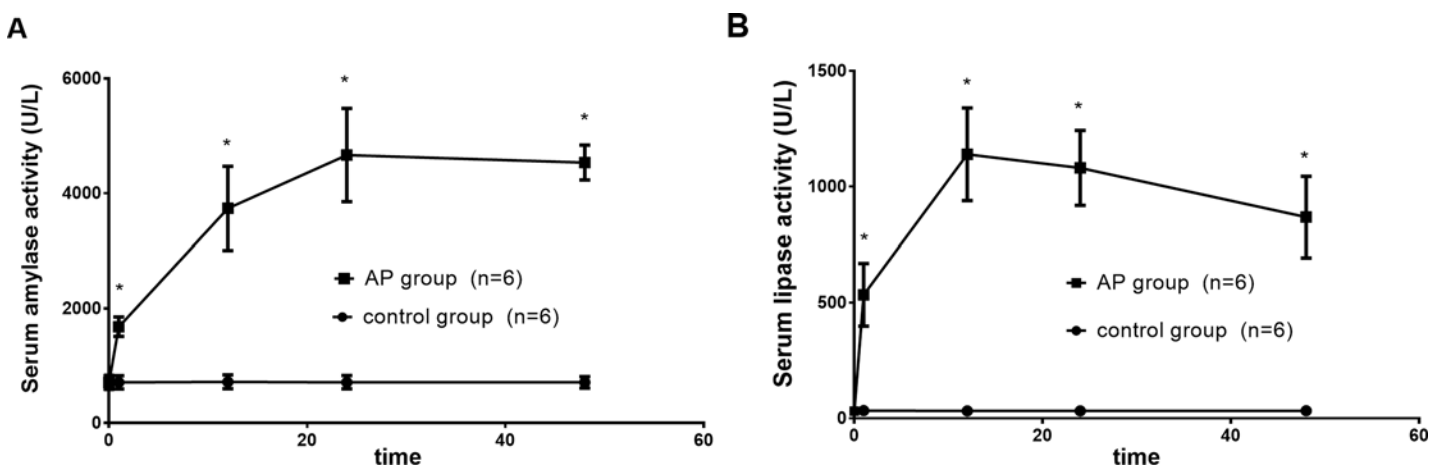 A
Serum amylase activity (U/L)
6000
4000
2000
0
*
*
*
*
AP group (n=6)
control group (n=6)
0
20
40
60
time
B
Serum lipase activity (U/L)
1500
1000
500
0
*
*
*
*
AP group (n=6)
control group (n=6)
0
20
40
60
time